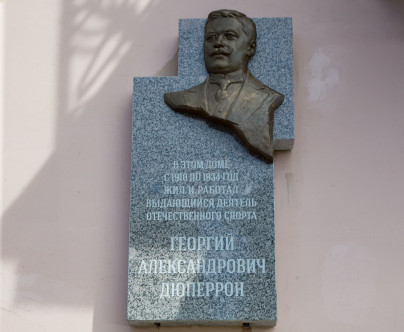 В ЭТОМ ДОМЕ
С 1910 ПО 1934 ГОД
ЖИЛ И РАБОТАЛ
ВЫДАЮЩИЙСЯ ДЕЯТЕЛЬ
ОТЕЧЕСТВЕННОГО СПОРТА
ГЕОРГИЙ
АЛЕКСАНДРОВИЧ
ДЮПЕРРОН